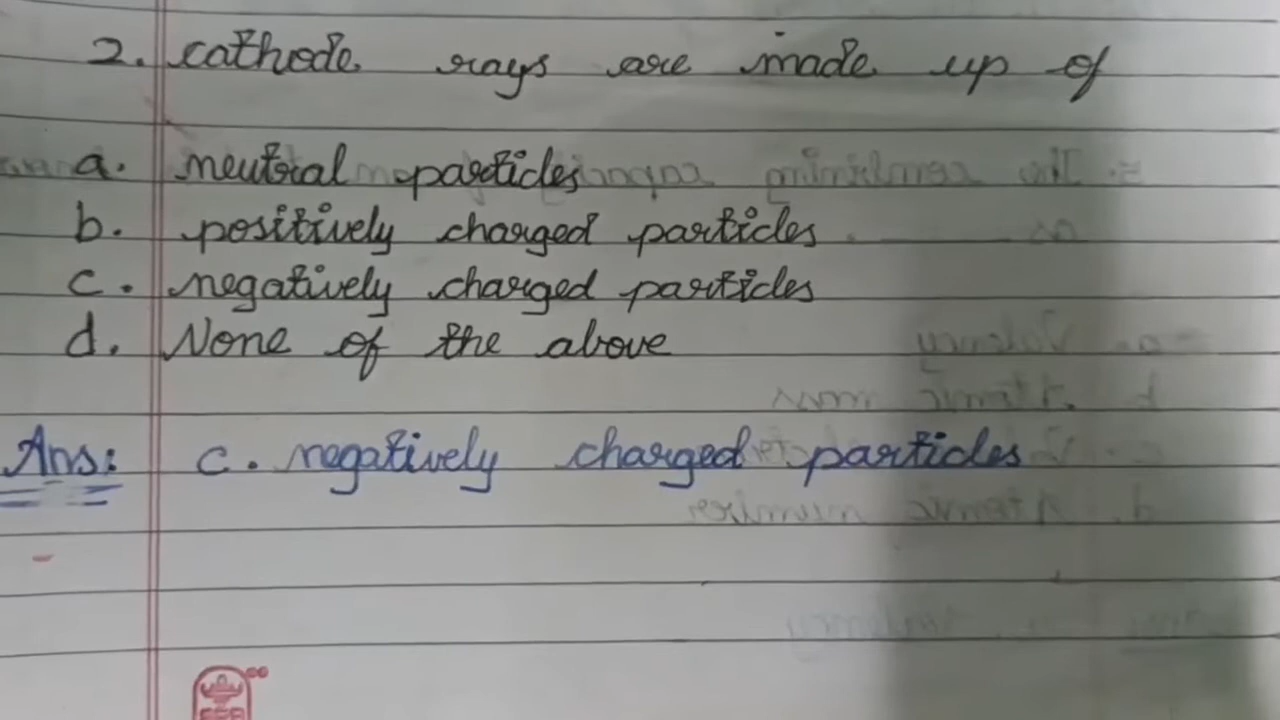 2. cathode rays are made up of
a. neutral particles
b. positively charged particles
c. negatively charged particles
d. None of the above
Ans: c. negatively charged particles